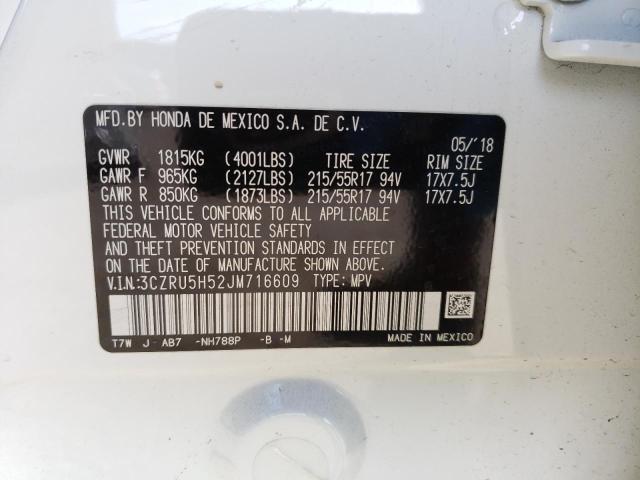 MFD.BY HONDA DE MEXICO S.A. DE C.V.
05/'18
GVWR 1815KG (4001LBS) TIRE SIZE RIM SIZE
GAWR F 965KG (2127LBS) 215/55R17 94V 17X7.5J
GAWR R 850KG (1873LBS) 215/55R17 94V 17X7.5J
THIS VEHICLE CONFORMS TO ALL APPLICABLE
FEDERAL MOTOR VEHICLE SAFETY
AND THEFT PREVENTION STANDARDS IN EFFECT
ON THE DATE OF MANUFACTURE SHOWN ABOVE.
V.I.N.:3CZRU5H52JM716609 TYPE: MPV
T7W J-AB7 -NH788P -B-M MADE IN MEXICO